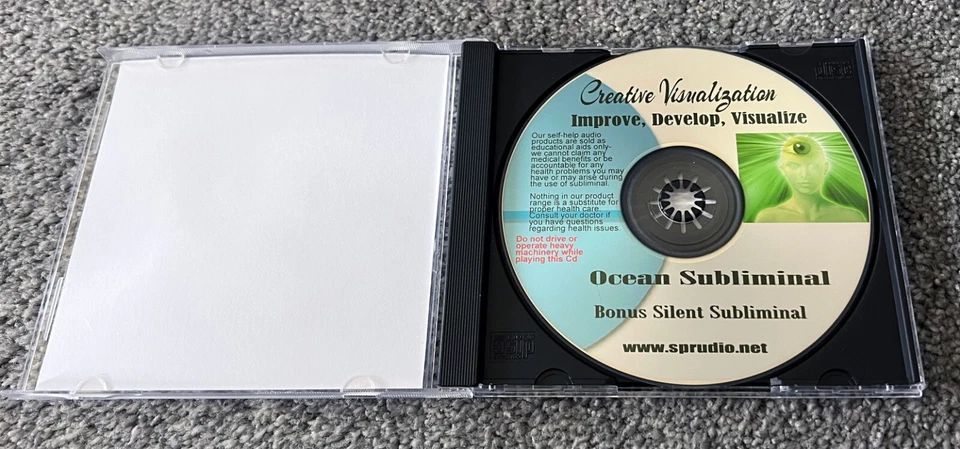 Creative Visualization
Improve, Develop, Visualize
Our self-help audio
products are sold as
educational aids only-
we cannot claim any
medical benefits or be
accountable for any
health problems you may
have or may arise during
the use of subliminal.
Nothing in our product
range is a substitute for
proper health care.
Consult your doctor if
you have questions
regarding health issues.
Do not drive or
operate heavy
machinery while
playing this Cd
Ocean Subliminal
Bonus Silent Subliminal
www.sprudio.net
disc